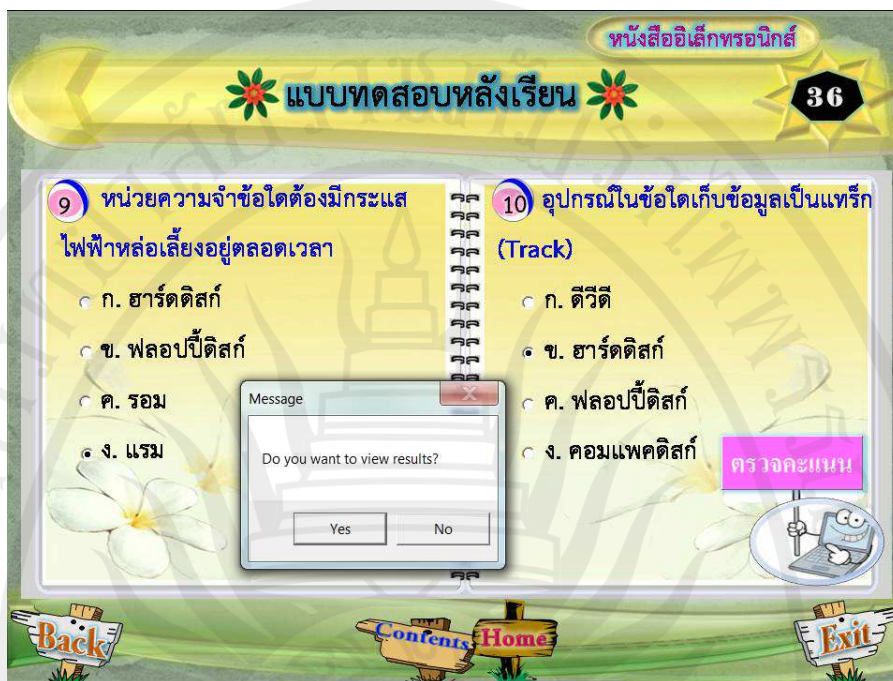 หนังสืออิเล็กทรอนิกส์
แบบทดสอบหลังเรียน
36
9 หน่วยความจำข้อใดต้องมีกระแส
ไฟฟ้าหล่อเลี้ยงอยู่ตลอดเวลา
ก. ฮาร์ดดิสก์
ข. ฟลอปปี้ดิสก์
ค. รอม
ง. แรม
10 อุปกรณ์ในข้อใดเก็บข้อมูลเป็นแทร็ก
(Track)
ก. ดีวีดี
ข. ฮาร์ดดิสก์
ค. ฟลอปปี้ดิสก์
ง. คอมแพคดิสก์
Message
Do you want to view results?
Yes No
ตรวจคะแนน
Back
Contents
Home
Exit